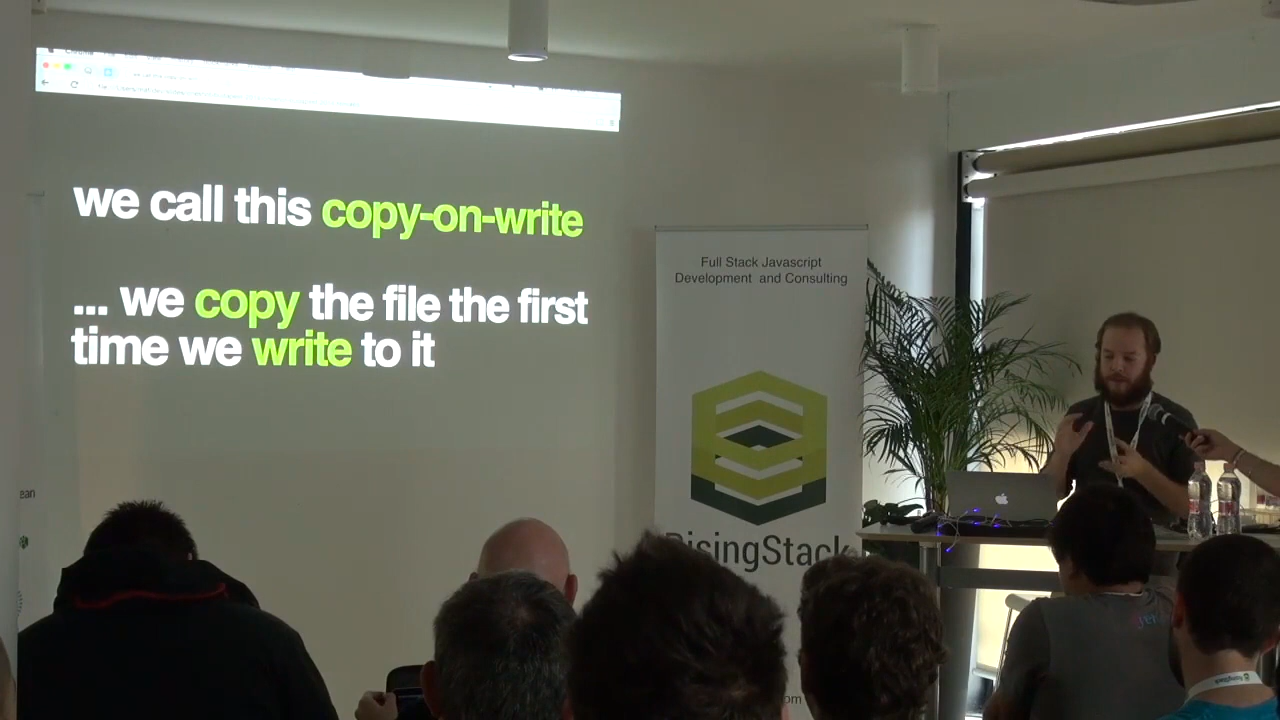 we call this copy-on-write
... we copy the file the first
time we write to it
Full Stack Javascript
Development and Consulting
RisingStack